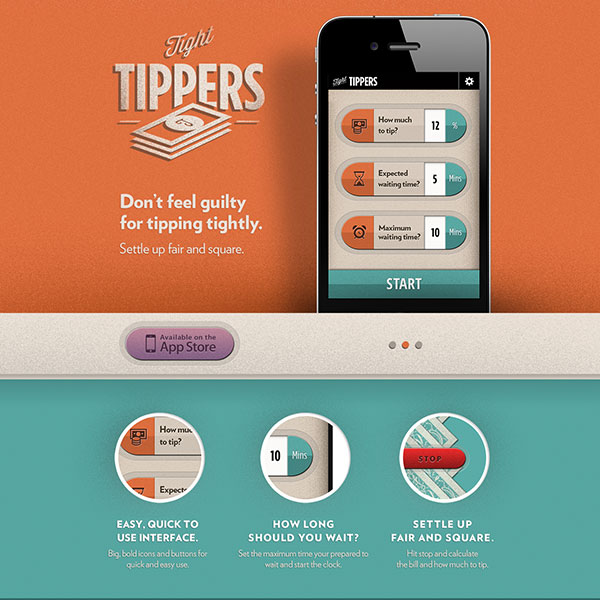 Tight
TIPPERS
Don't feel guilty
for tipping tightly.
Settle up fair and square.
Tight TIPPERS
How much
to tip?
12
%
Expected
waiting time?
5
Mins
Maximum
waiting time?
10
Mins
START
Available on the
App Store
How mu
to tip?
Expect
10
Mins
STOP
EASY, QUICK TO
USE INTERFACE.
Big, bold icons and buttons for
quick and easy use.
HOW LONG
SHOULD YOU WAIT?
Set the maximum time your prepared to
wait and start the clock.
SETTLE UP
FAIR AND SQUARE.
Hit stop and calculate
the bill and how much to tip.